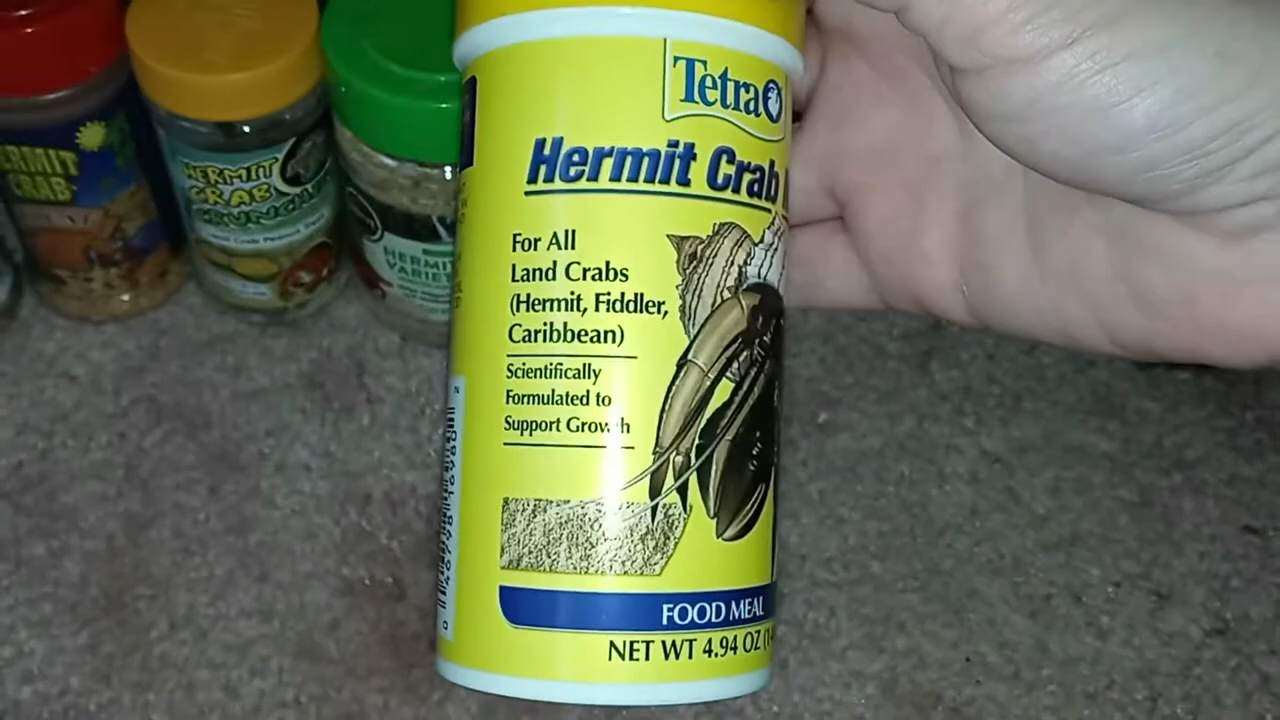 Tetra
Hermit Crab
For All
Land Crabs
(Hermit, Fiddler,
Caribbean)
Scientifically
Formulated to
Support Growth
FOOD MEAL
NET WT 4.94 OZ
HERMIT
CRAB
HERMIT
CRAB
CRUNCH
HERMIT
VARIET